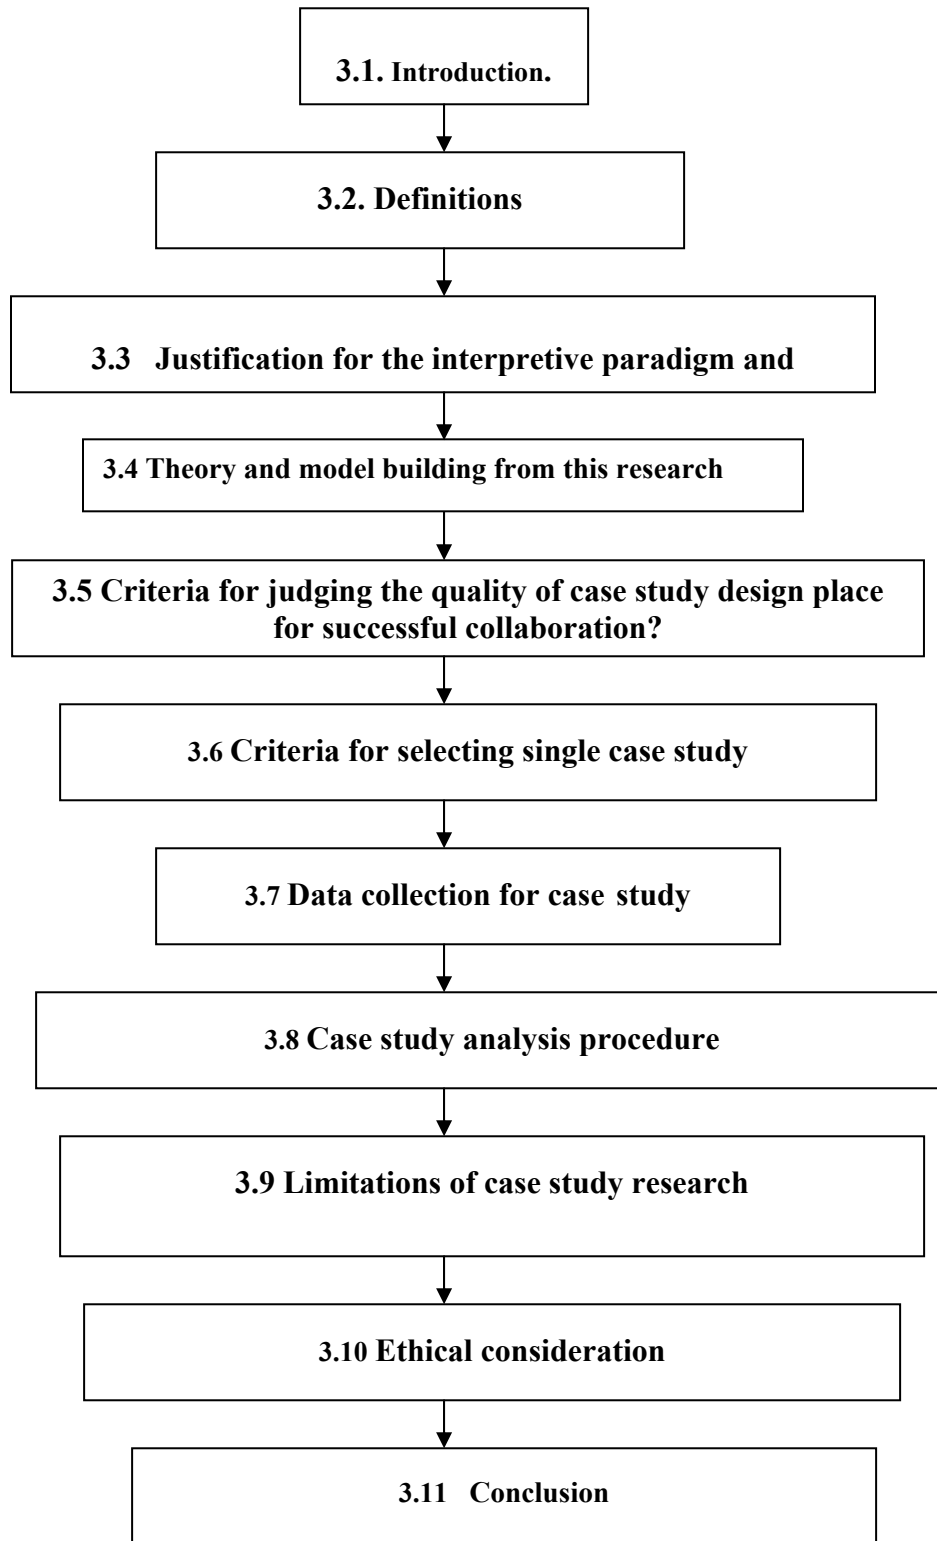 3.1. Introduction.
3.2. Definitions
3.3 Justification for the interpretive paradigm and
3.4 Theory and model building from this research
3.5 Criteria for judging the quality of case study design place
for successful collaboration?
3.6 Criteria for selecting single case study
3.7 Data collection for case study
3.8 Case study analysis procedure
3.9 Limitations of case study research
3.10 Ethical consideration
3.11 Conclusion